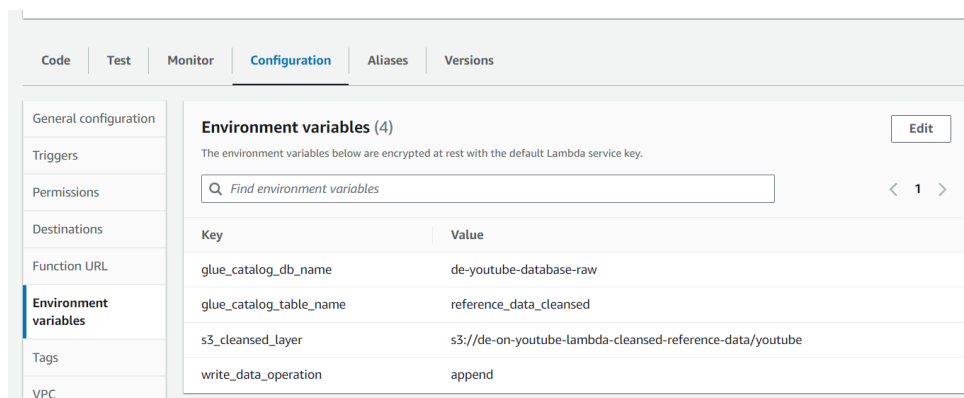 Code Test Monitor Configuration Aliases Versions
General configuration
Triggers
Permissions
Destinations
Function URL
Environment
variables
Tags
VPC
Environment variables (4)
Edit
The environment variables below are encrypted at rest with the default Lambda service key.
Find environment variables
< 1 >
Key Value
glue_catalog_db_name de-youtube-database-raw
glue_catalog_table_name reference_data_cleansed
s3_cleansed_layer s3://de-on-youtube-lambda-cleansed-reference-data/youtube
write_data_operation append